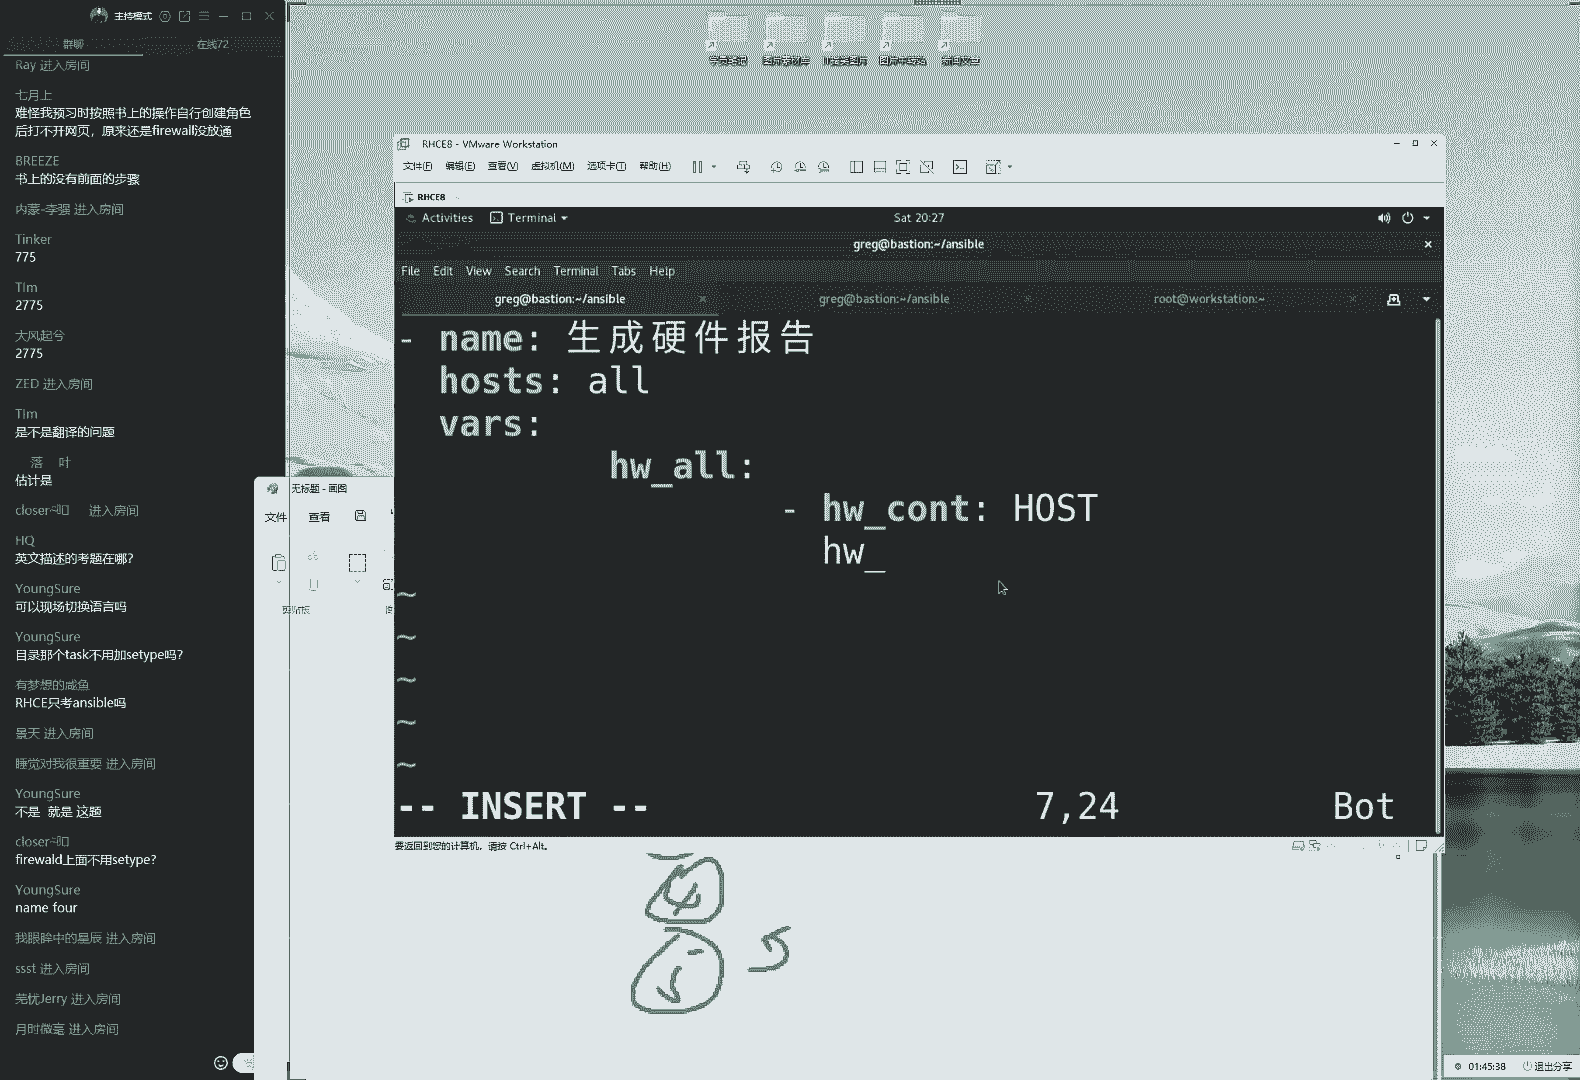 主持模式
群聊
在线72
Ray 进入房间
七月上
难怪我预习时按照书上的操作自行创建角色
后打不开网页，原来还是firewall没放通
BREEZE
书上的没有前面的步骤
内蒙-李强 进入房间
Tinker
775
Tim
2775
大风起兮
2775
ZED 进入房间
Tim
是不是翻译的问题
落 叶
估计是
进入房间
HQ
英文描述的考题在哪?
YoungSure
可以现场切换语言吗
YoungSure
目录那个task不用加setype吗?
有梦想的咸鱼
RHCE只考ansible吗
景天 进入房间
睡觉对我很重要 进入房间
YoungSure
不是 就是 这题
firewald上面不用setype?
YoungSure
name four
我眼眸中的星辰 进入房间
ssst 进入房间
芜忧Jerry 进入房间
月时微毫 进入房间
无标题 - 画图
文件 查看
剪贴板
RHCE8 - VMware Workstation
文件(F) 编辑(E) 查看(V) 虚拟机(M) 选项卡(T) 帮助(H)
RHCE8
Activities Terminal Sat 20:27
greg@bastion:~/ansible
File Edit View Search Terminal Tabs Help
greg@bastion:~/ansible greg@bastion:~/ansible root@workstation:~
- name: 生成硬件报告
hosts: all
vars:
hw_all:
- hw_cont: HOST
hw_
~
~
~
~
~
-- INSERT -- 7,24 Bot
要返回到您的计算机，请按 Ctrl+Alt。
5
01:45:38 退出分享